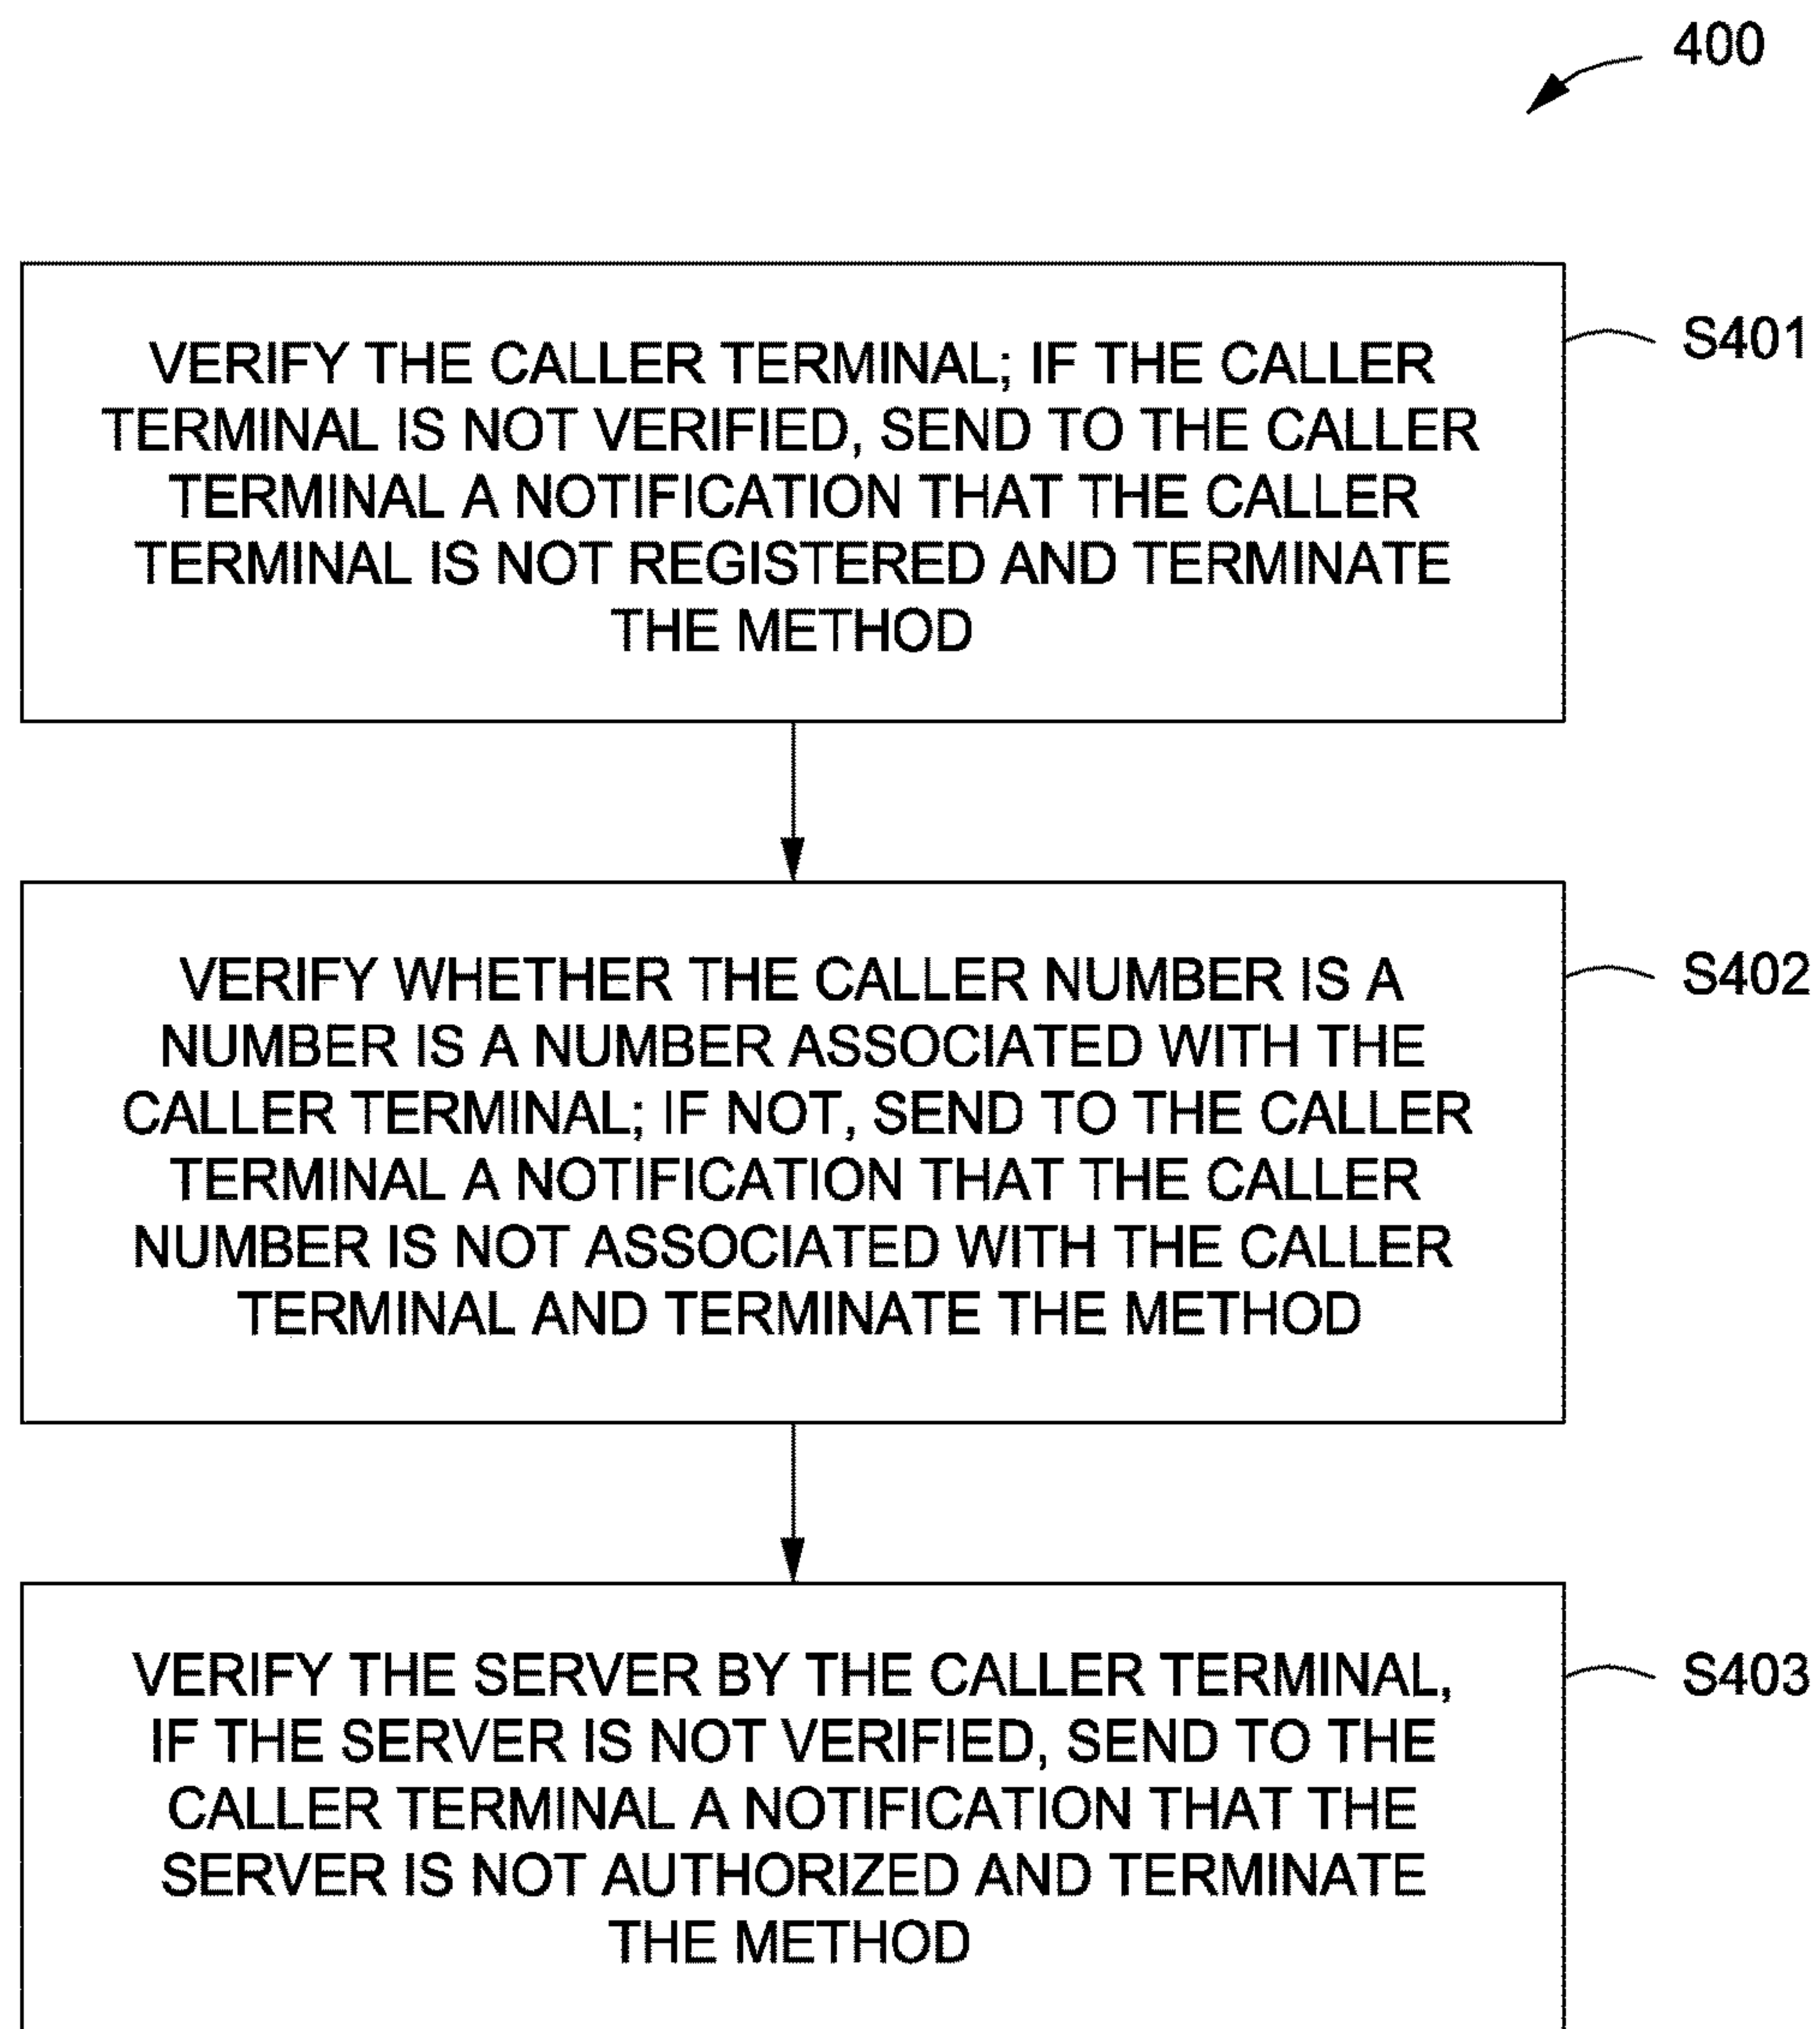 400
VERIFY THE CALLER TERMINAL; IF THE CALLER
TERMINAL IS NOT VERIFIED, SEND TO THE CALLER
TERMINAL A NOTIFICATION THAT THE CALLER
TERMINAL IS NOT REGISTERED AND TERMINATE
THE METHOD
S401
VERIFY WHETHER THE CALLER NUMBER IS A
NUMBER IS A NUMBER ASSOCIATED WITH THE
CALLER TERMINAL; IF NOT, SEND TO THE CALLER
TERMINAL A NOTIFICATION THAT THE CALLER
NUMBER IS NOT ASSOCIATED WITH THE CALLER
TERMINAL AND TERMINATE THE METHOD
S402
VERIFY THE SERVER BY THE CALLER TERMINAL,
IF THE SERVER IS NOT VERIFIED, SEND TO THE
CALLER TERMINAL A NOTIFICATION THAT THE
SERVER IS NOT AUTHORIZED AND TERMINATE
THE METHOD
S403